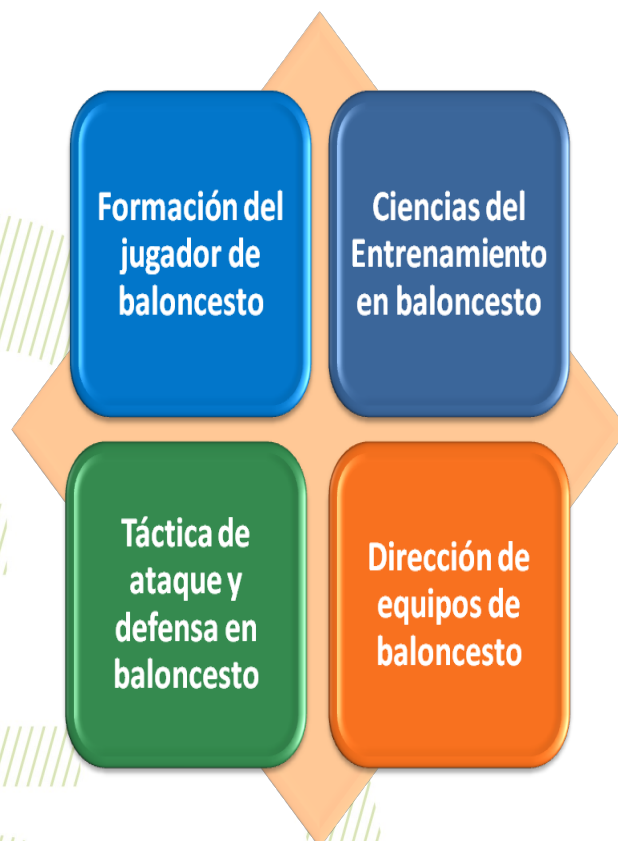 Formación del
jugador de
baloncesto
Ciencias del
Entrenamiento
en baloncesto
Táctica de
ataque y
defensa en
baloncesto
Dirección de
equipos de
baloncesto